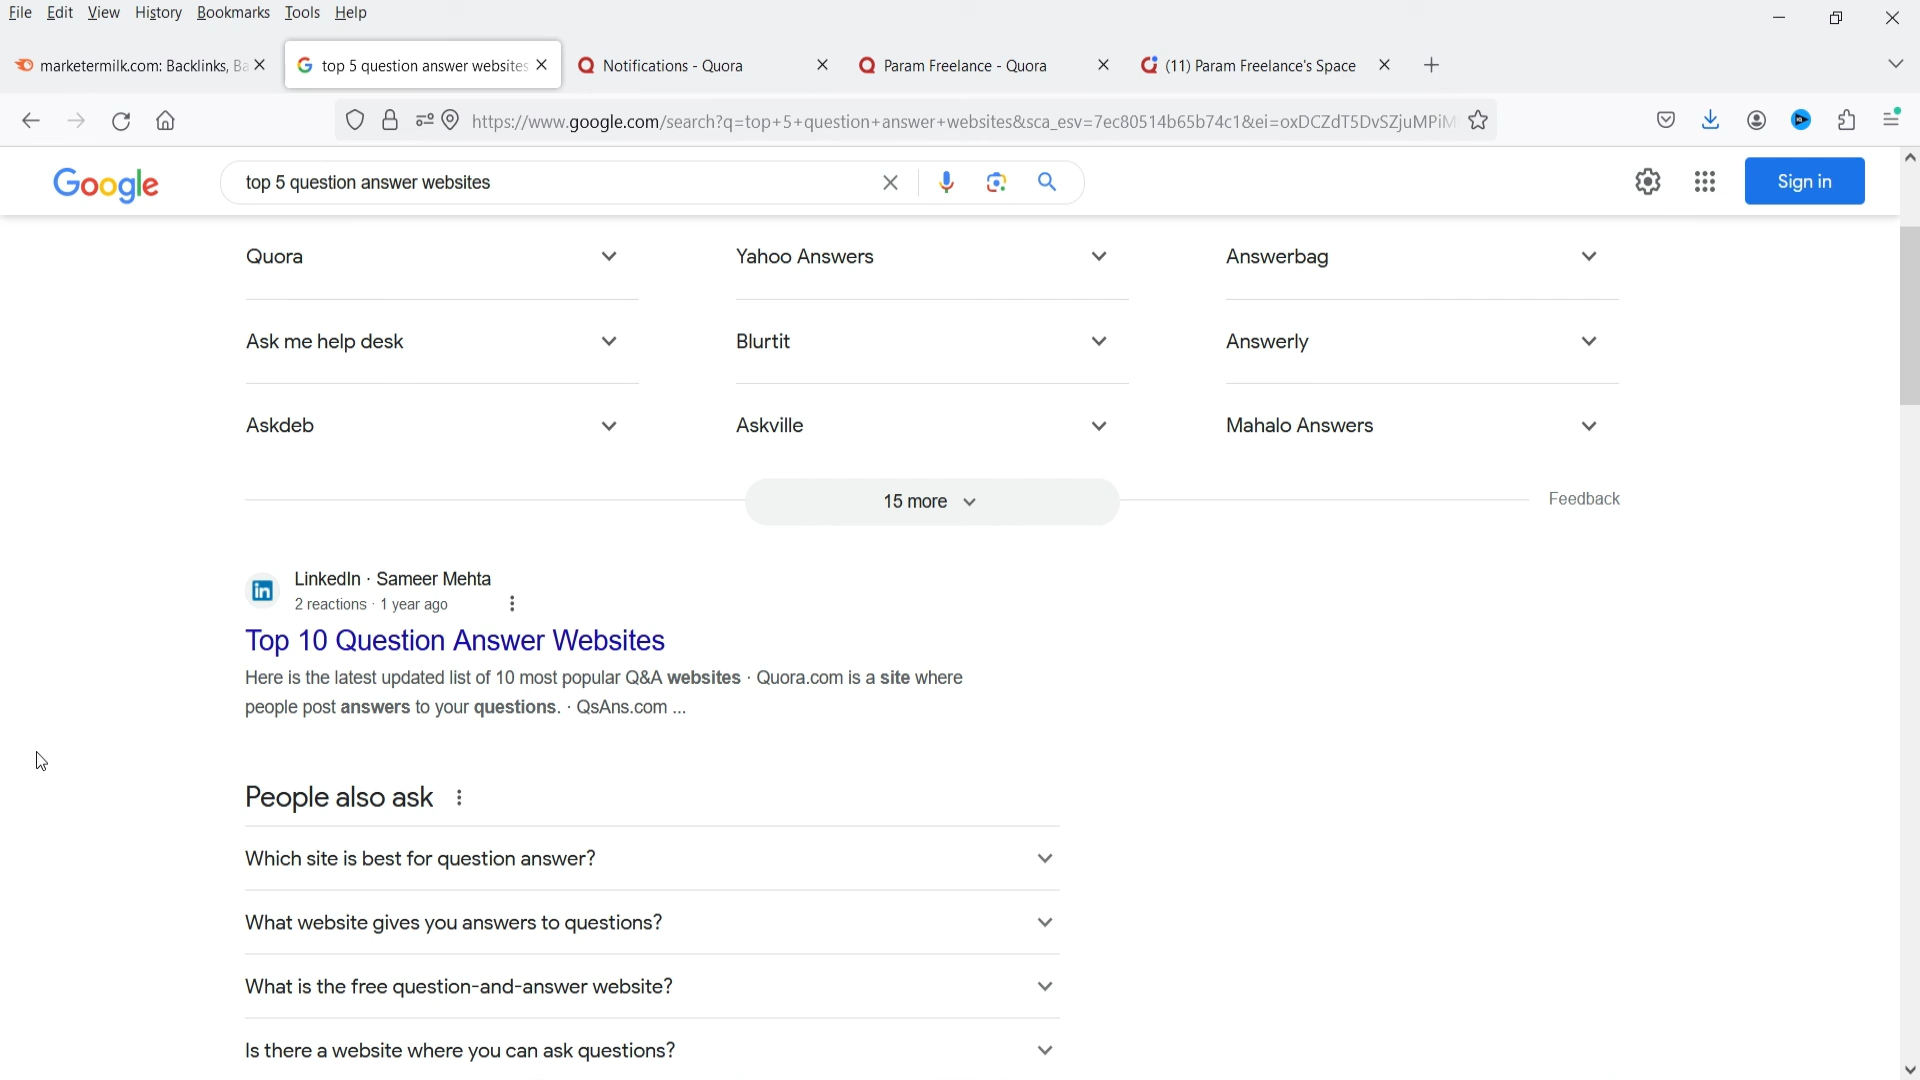 File Edit View History Bookmarks Tools Help
marketermilk.com: Backlinks, Ba
top 5 question answer websites
Notifications - Quora
Param Freelance - Quora
(11) Param Freelance's Space
https://www.google.com/search?q=top+5+question+answer+websites&sca_esv=7ec80514b65b74c1&ei=oxDCZdT5DvSZjuMPiM
Google
top 5 question answer websites
Sign in
Quora
Yahoo Answers
Answerbag
Ask me help desk
Blurtit
Answerly
Askdeb
Askville
Mahalo Answers
15 more
Feedback
in
LinkedIn · Sameer Mehta
2 reactions · 1 year ago
Top 10 Question Answer Websites
Here is the latest updated list of 10 most popular Q&A websites · Quora.com is a site where
people post answers to your questions. · QsAns.com ...
People also ask
Which site is best for question answer?
What website gives you answers to questions?
What is the free question-and-answer website?
Is there a website where you can ask questions?